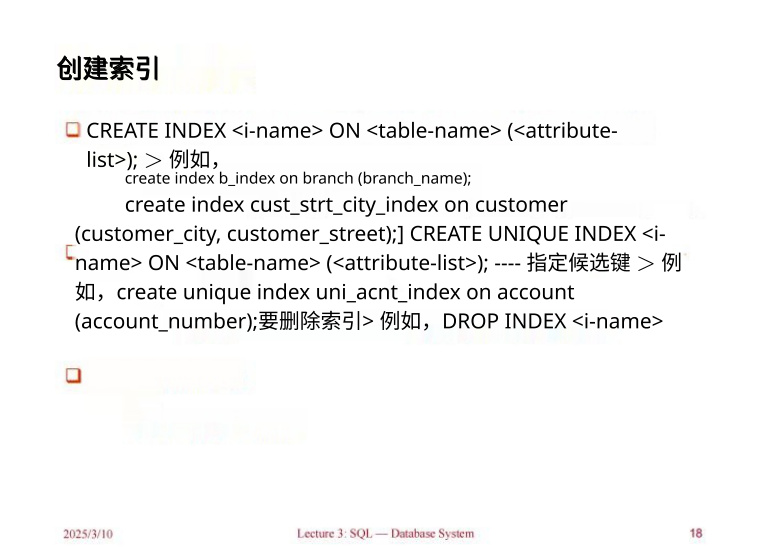 创建索引
CREATE INDEX <i-name> ON <table-name> (<attribute-
list>); ＞ 例如，
create index b_index on branch (branch_name);
create index cust_strt_city_index on customer
(customer_city, customer_street);] CREATE UNIQUE INDEX <i-
name> ON <table-name> (<attribute-list>); ---- 指定候选键 ＞ 例
如，create unique index uni_acnt_index on account
(account_number);要删除索引> 例如，DROP INDEX <i-name>
2025/3/10
Lecture 3: SQL — Database System
18